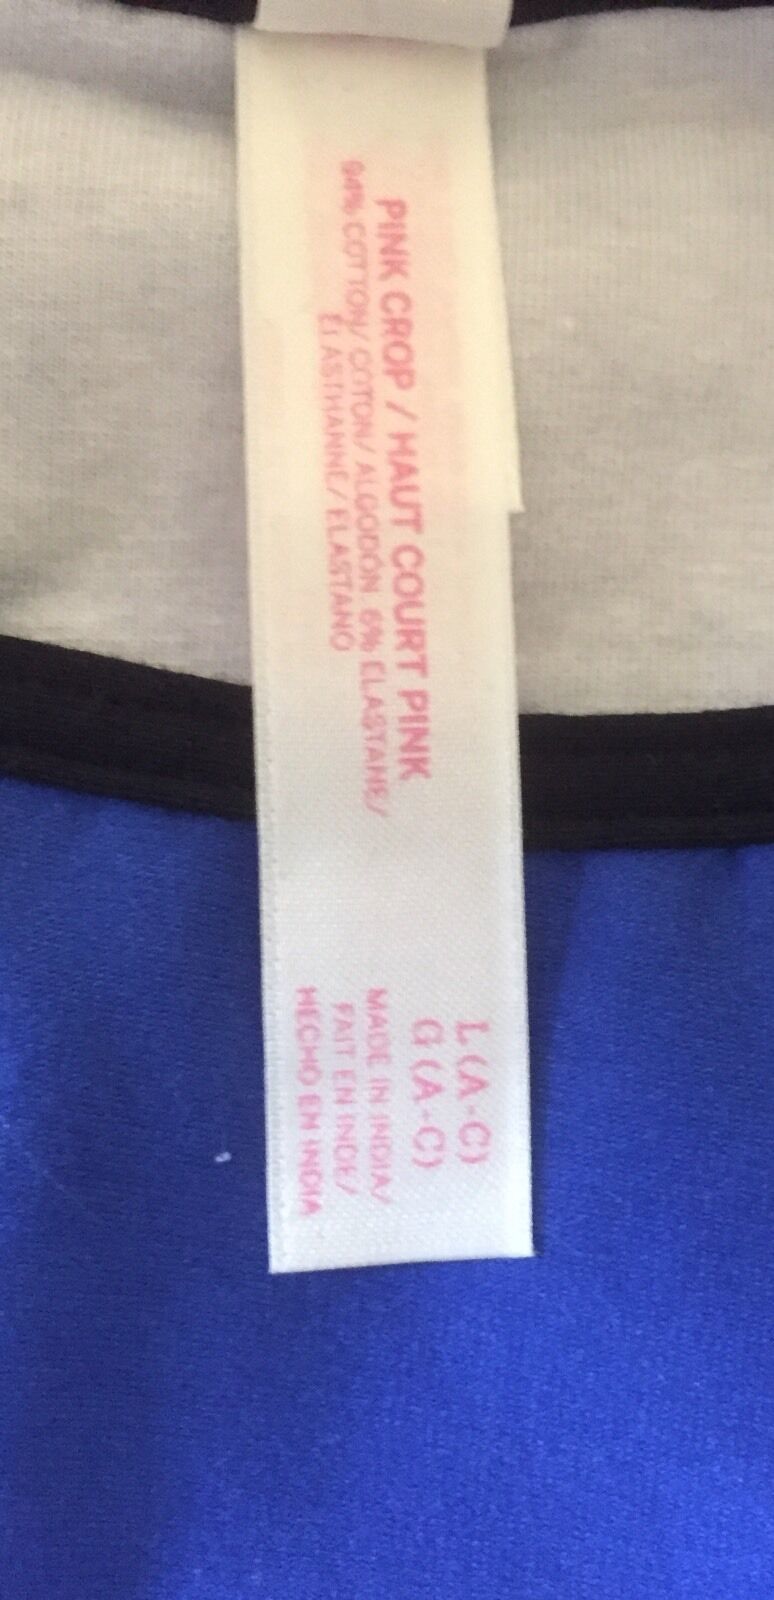 PINK CROP / HAUT COURT PINK
94% COTTON/ COTON/ ALGODÓN. 6% ELASTANE/
ÉLASTHANNE/ ELASTANO
L (A-C)
G (A-C)
MADE IN INDIA/
FAIT EN INDE/
HECHO EN INDIA